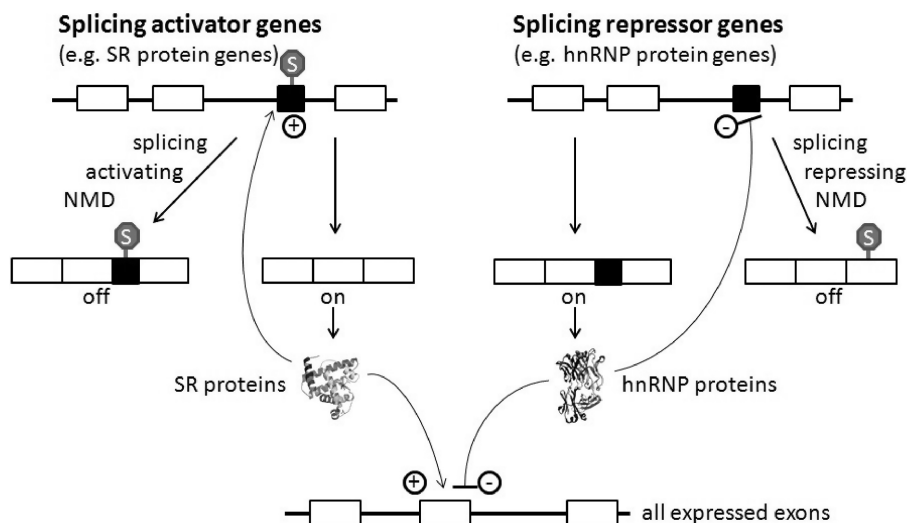 Splicing activator genes
(e.g. SR protein genes)
S
+
splicing
activating
NMD
S
off
on
SR proteins
Splicing repressor genes
(e.g. hnRNP protein genes)
-
splicing
repressing
NMD
on
S
off
hnRNP proteins
+
-
all expressed exons